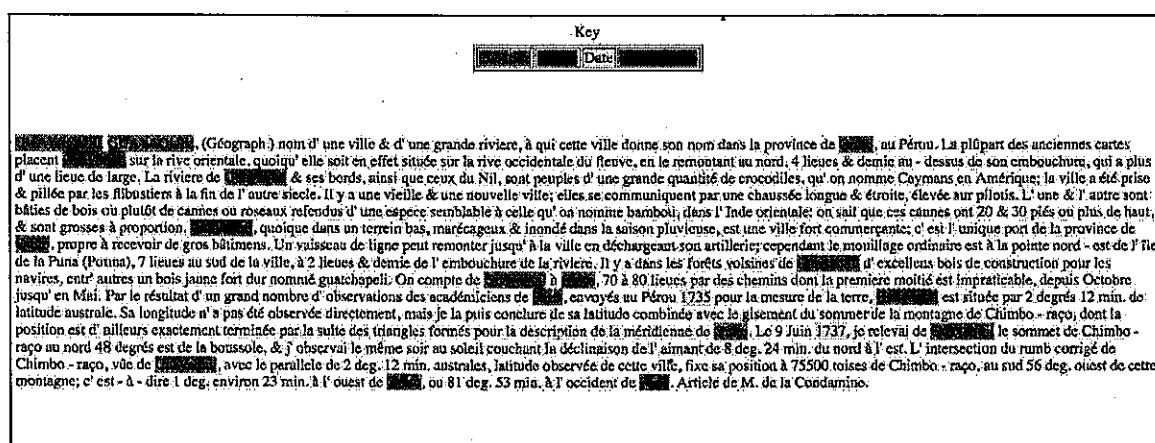 Key
Date
, (Géograph.) nom d' une ville & d' une grande riviere, à qui cette ville donne son nom dans la province de , au Pérou. La plûpart des anciennes cartes
placent sur la rive orientale, quoiqu' elle soit en effet située sur la rive occidentale du fleuve, en le remontant au nord, 4 lieues & demie au - dessus de son embouchure, qui a plus
d' une lieue de large. La riviere de & ses bords, ainsi que ceux du Nil, sont peuples d' une grande quantité de crocodiles, qu' on nomme Caymans en Amérique; la ville a été prise
& pillée par les flibustiers à la fin de l' autre siecle. Il y a une vieille & une nouvelle ville; elles se communiquent par une chaussée longue & étroite, élevée sur pilotis. L' une & l' autre sont
bâties de bois ou plutôt de cannes ou roseaux refendus d' une espece semblable à celle qu' on nomme bambou, dans l' Inde orientale; on sait que ces cannes ont 20 & 30 piés ou plus de haut,
& sont grosses à proportion, , quoique dans un terrein bas, marécageux & inondé dans la saison pluvieuse, est une ville fort commerçante; c' est l' unique port de la province de
, propre à recevoir de gros bâtimens. Un vaisseau de ligne peut remonter jusqu' à la ville en déchargeant son artillerie; cependant le mouillage ordinaire est à la pointe nord - est de l' île
de la Puna (Pouna), 7 lieues au sud de la ville, à 2 lieues & demie de l' embouchure de la riviere. Il y a dans les forêts voisines de d' excellens bois de construction pour les
navires, entr' autres un bois jaune fort dur nommé guatchapeli. On compte de à , 70 à 80 lieues par des chemins dont la premiere moitié est impraticable, depuis Octobre
jusqu' en Mai. Par le résultat d' un grand nombre d' observations des académiciens de , envoyés au Pérou 1735 pour la mesure de la terre, est située par 2 degrés 12 min. de
latitude australe. Sa longitude n' a pas été observée directement, mais je la puis conclure de sa latitude combinée avec le gisement du sommet de la montagne de Chimbo - raço, dont la
position est d' ailleurs exactement terminée par la suite des triangles formés pour la description de la méridienne de . Le 9 Juin 1737, je relevai de le sommet de Chimbo -
raço au nord 48 degrés est de la boussole, & j' observai le même soir au soleil couchant la déclinaison de l' aimant de 8 deg. 24 min. du nord à l' est. L' intersection du rumb corrigé de
Chimbo - raço, vûe de , avec le parallele de 2 deg. 12 min. australes, latitude observée de cette ville, fixe sa position à 75500 toises de Chimbo - raço, au sud 56 deg. ouest de cette
montagne; c' est - à - dire 1 deg. environ 23 min. à l' ouest de , ou 81 deg. 53 min. à l' occident de . Article de M. de la Condamine.